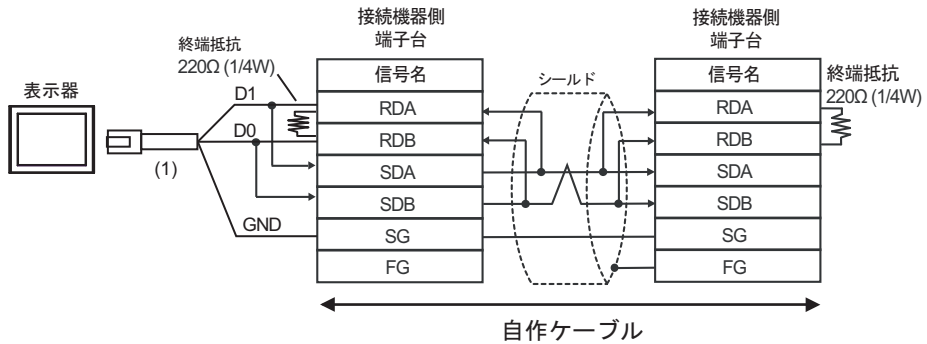 接続機器側
端子台
接続機器側
端子台
終端抵抗
220Ω (1/4W)
信号名
シールド
信号名
終端抵抗
220Ω (1/4W)
表示器
D1
RDA
RDA
D0
RDB
RDB
(1)
SDA
SDA
SDB
SDB
GND
SG
SG
FG
FG
自作ケーブル